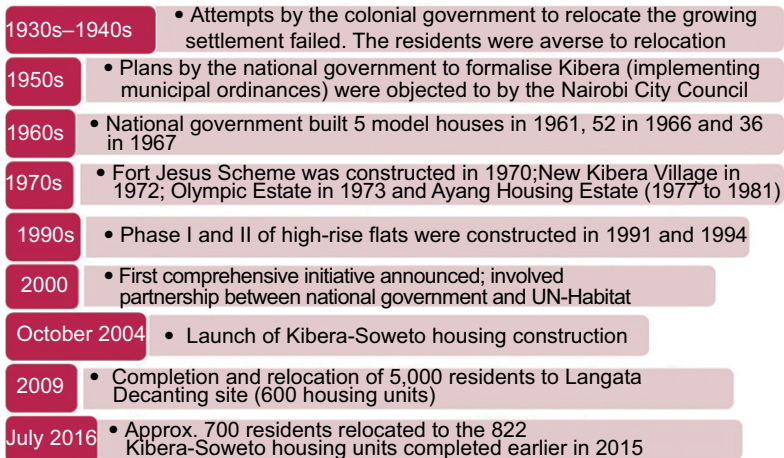 1930s–1940s
• Attempts by the colonial government to relocate the growing
settlement failed. The residents were averse to relocation
1950s
• Plans by the national government to formalise Kibera (implementing
municipal ordinances) were objected to by the Nairobi City Council
1960s
• National government built 5 model houses in 1961, 52 in 1966 and 36
in 1967
1970s
• Fort Jesus Scheme was constructed in 1970;New Kibera Village in
1972; Olympic Estate in 1973 and Ayang Housing Estate (1977 to 1981)
1990s
• Phase I and II of high-rise flats were constructed in 1991 and 1994
2000
• First comprehensive initiative announced; involved
partnership between national government and UN-Habitat
October 2004
• Launch of Kibera-Soweto housing construction
2009
• Completion and relocation of 5,000 residents to Langata
Decanting site (600 housing units)
July 2016
• Approx. 700 residents relocated to the 822
Kibera-Soweto housing units completed earlier in 2015